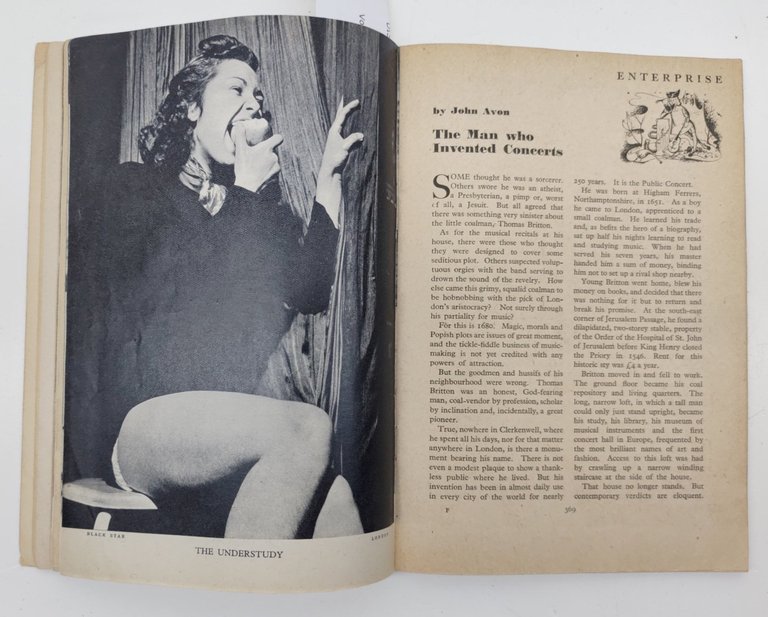 BLACK STAR
LONDON
THE UNDERSTUDY
ENTERPRISE
by John Avon
The Man who
Invented Concerts
SOME thought he was a sorcerer.
Others swore he was an atheist,
a Presbyterian, a pimp or, worst
of all, a Jesuit. But all agreed that
there was something very sinister about
the little coalman, Thomas Britton.
As for the musical recitals at his
house, there were those who thought
they were designed to cover some
seditious plot. Others suspected volup-
tuous orgies with the band serving to
drown the sound of the revelry. How
else came this grimy, squalid coalman to
be hobnobbing with the pick of Lon-
don's aristocracy? Not surely through
his partiality for music?
For this is 1680. Magic, morals and
Popish plots are issues of great moment,
and the tickle-fiddle business of music-
making is not yet credited with any
powers of attraction.
But the goodmen and hussifs of his
neighbourhood were wrong. Thomas
Britton was an honest, God-fearing
man, coal-vendor by profession, scholar
by inclination and, incidentally, a great
pioneer.
True, nowhere in Clerkenwell, where
he spent all his days, nor for that matter
anywhere in London, is there a monu-
ment bearing his name. There is not
even a modest plaque to show a thank-
less public where he lived. But his
invention has been in almost daily use
in every city of the world for nearly
250 years. It is the Public Concert.
He was born at Higham Ferrers,
Northamptonshire, in 1651. As a boy
he came to London, apprenticed to a
small coalman. He learned his trade
and, as befits the hero of a biography,
sat up half his nights learning to read
and studying music. When he had
served his seven years, his master
handed him a sum of money, binding
him not to set up a rival shop nearby.
Young Britton went home, blew his
money on books, and decided that there
was nothing for it but to return and
break his promise. At the south-east
corner of Jerusalem Passage, he found a
dilapidated, two-storey stable, property
of the Order of the Hospital of St. John
of Jerusalem before King Henry closed
the Priory in 1546. Rent for this
historic sty was £4 a year.
Britton moved in and fell to work.
The ground floor became his coal
repository and living quarters. The
long, narrow loft, in which a tall man
could only just stand upright, became
his study, his library, his museum of
musical instruments and the first
concert hall in Europe, frequented by
the most brilliant names of art and
fashion. Access to this loft was had
by crawling up a narrow winding
staircase at the side of the house.
That house no longer stands. But
contemporary verdicts are eloquent.
F
369